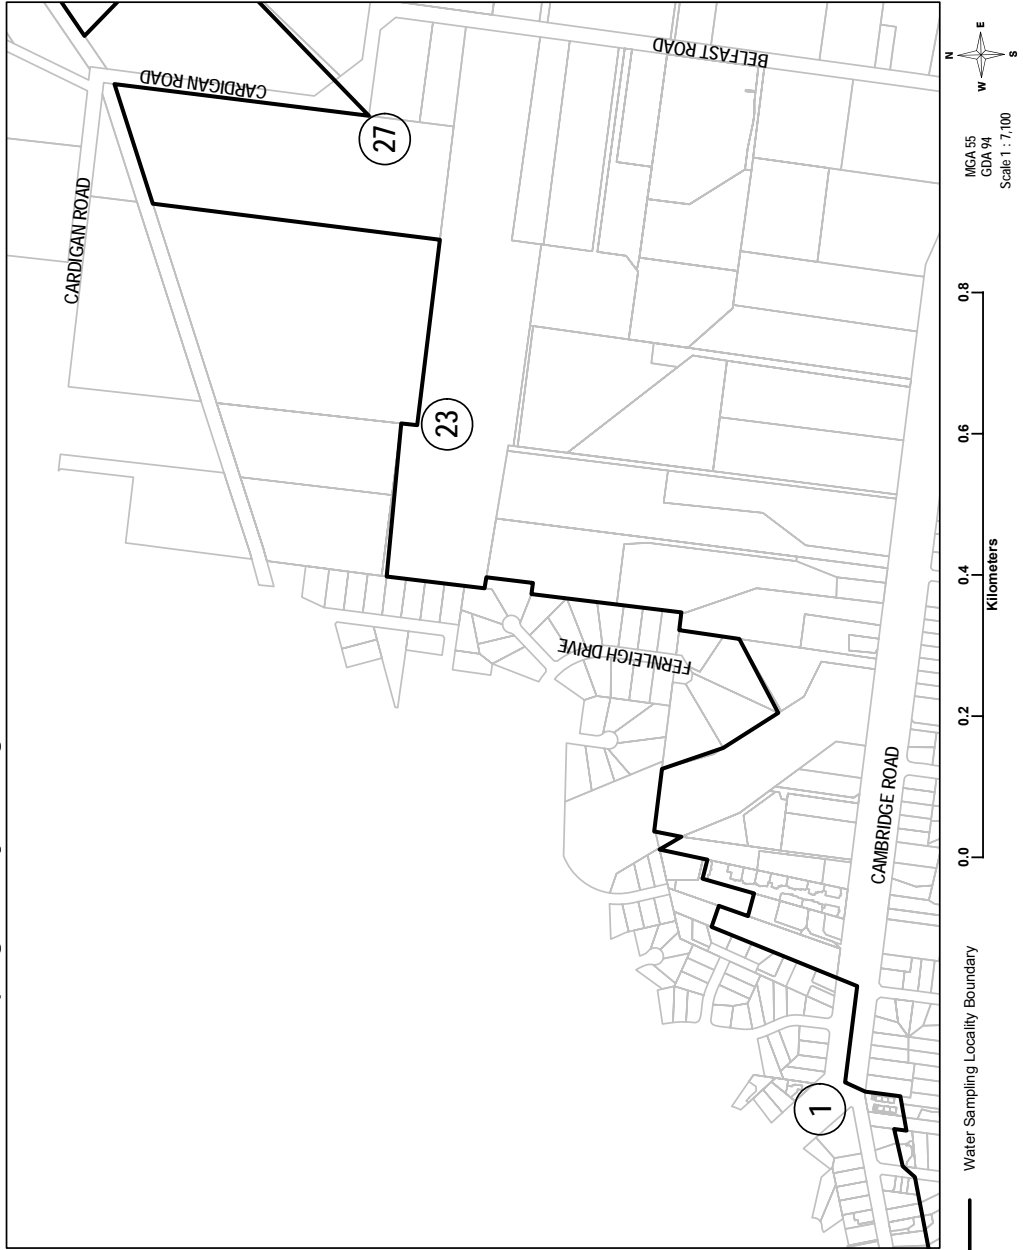 CARDIGAN ROAD
CARDIGAN ROAD
BELFAST ROAD
27
23
FERNLEIGH DRIVE
CAMBRIDGE ROAD
1
N
E
S
W
MGA 55
GDA 94
Scale 1 : 7,100
0.0 0.2 0.4 0.6 0.8
Kilometers
Water Sampling Locality Boundary